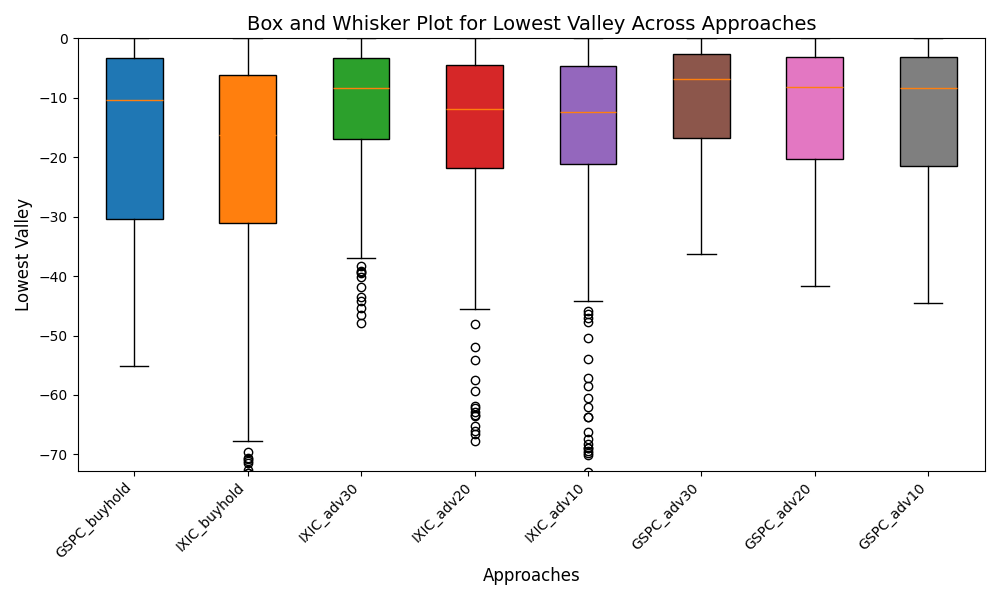 Box and Whisker Plot for Lowest Valley Across Approaches
Lowest Valley
0
−10
−20
−30
−40
−50
−60
−70
GSPC_buyhold
IXIC_buyhold
IXIC_adv30
IXIC_adv20
IXIC_adv10
GSPC_adv30
GSPC_adv20
GSPC_adv10
Approaches